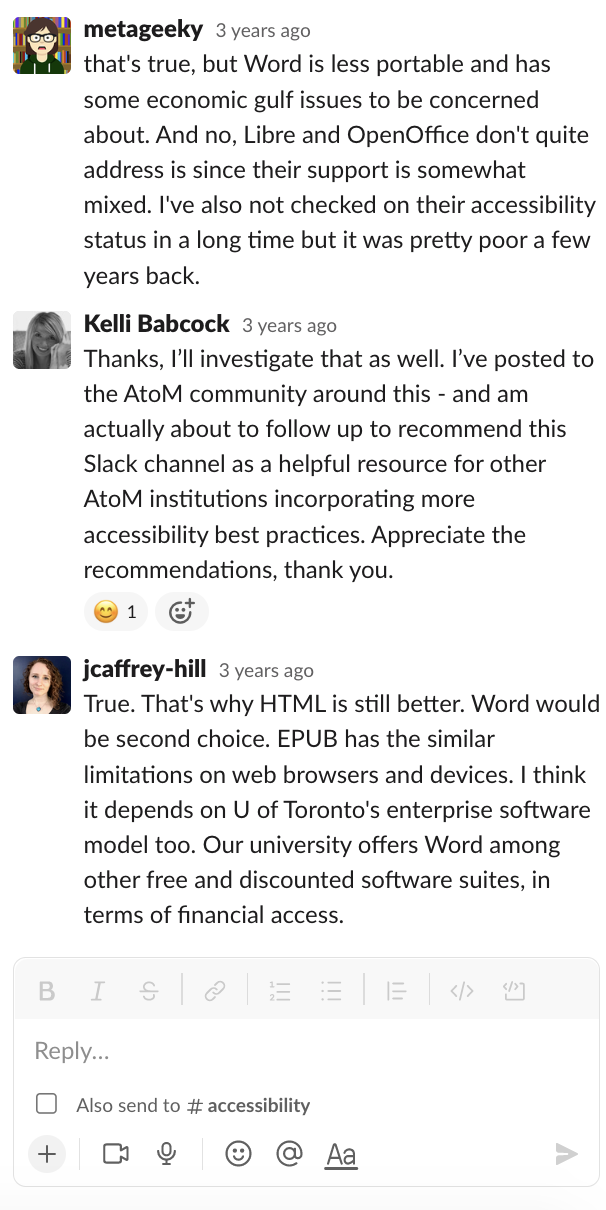 metageeky 3 years ago
that's true, but Word is less portable and has
some economic gulf issues to be concerned
about. And no, Libre and OpenOffice don't quite
address is since their support is somewhat
mixed. I've also not checked on their accessibility
status in a long time but it was pretty poor a few
years back.
Kelli Babcock 3 years ago
Thanks, I’ll investigate that as well. I’ve posted to
the AtoM community around this - and am
actually about to follow up to recommend this
Slack channel as a helpful resource for other
AtoM institutions incorporating more
accessibility best practices. Appreciate the
recommendations, thank you.
😊 1
jcaffrey-hill 3 years ago
True. That's why HTML is still better. Word would
be second choice. EPUB has the similar
limitations on web browsers and devices. I think
it depends on U of Toronto's enterprise software
model too. Our university offers Word among
other free and discounted software suites, in
terms of financial access.
B I S
Reply...
Also send to # accessibility
+ @ Aa